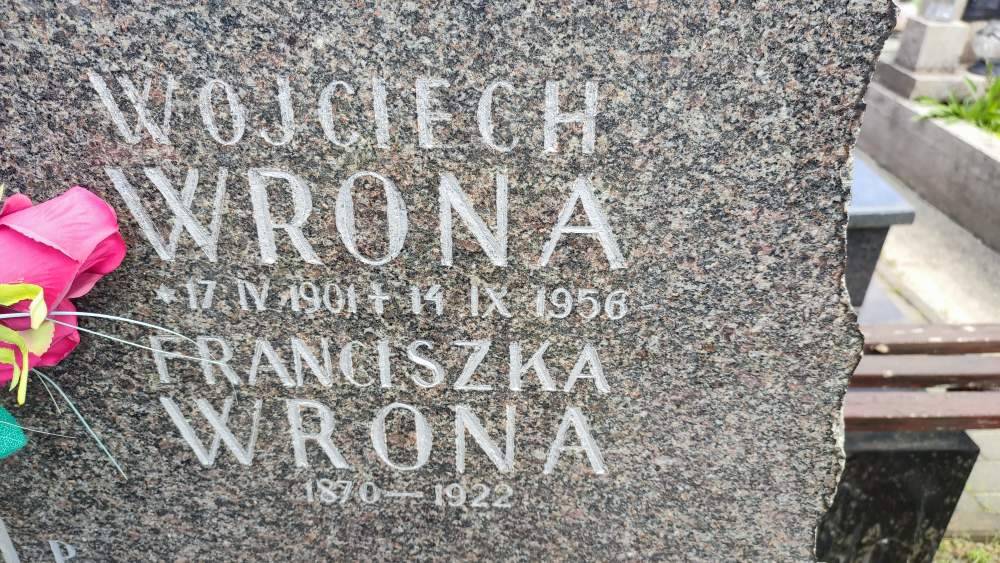 WOJCIECH
WRONA
* 17 IV 1901 † 14 IX 1956
FRANCISZKA
WRONA
1870 — 1922